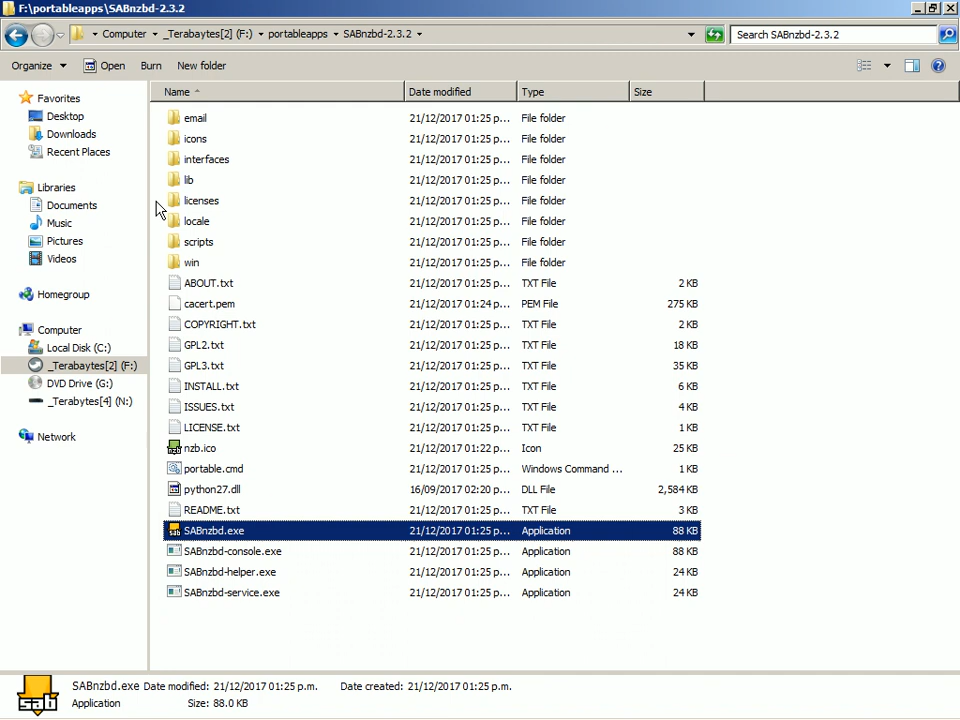 F:\portableapps\SABnzbd-2.3.2
Computer _Terabaytes[2] (F:) portableapps SABnzbd-2.3.2 Search SABnzbd-2.3.2
Organize Open Burn New folder
Name Date modified Type Size
Favorites
Desktop
Downloads
Recent Places
Libraries
Documents
Music
Pictures
Videos
Homegroup
Computer
Local Disk (C:)
_Terabaytes[2] (F:)
DVD Drive (G:)
_Terabytes[4] (N:)
Network
email 21/12/2017 01:25 p... File folder
icons 21/12/2017 01:25 p... File folder
interfaces 21/12/2017 01:25 p... File folder
lib 21/12/2017 01:25 p... File folder
licenses 21/12/2017 01:25 p... File folder
locale 21/12/2017 01:25 p... File folder
scripts 21/12/2017 01:25 p... File folder
win 21/12/2017 01:25 p... File folder
ABOUT.txt 21/12/2017 01:25 p... TXT File 2 KB
cacert.pem 21/12/2017 01:24 p... PEM File 275 KB
COPYRIGHT.txt 21/12/2017 01:25 p... TXT File 2 KB
GPL2.txt 21/12/2017 01:25 p... TXT File 18 KB
GPL3.txt 21/12/2017 01:25 p... TXT File 35 KB
INSTALL.txt 21/12/2017 01:25 p... TXT File 6 KB
ISSUES.txt 21/12/2017 01:25 p... TXT File 4 KB
LICENSE.txt 21/12/2017 01:25 p... TXT File 1 KB
nzb.ico 21/12/2017 01:22 p... Icon 25 KB
portable.cmd 21/12/2017 01:25 p... Windows Command ... 1 KB
python27.dll 16/09/2017 02:20 p... DLL File 2,584 KB
README.txt 21/12/2017 01:25 p... TXT File 3 KB
SABnzbd.exe 21/12/2017 01:25 p... Application 88 KB
SABnzbd-console.exe 21/12/2017 01:25 p... Application 88 KB
SABnzbd-helper.exe 21/12/2017 01:25 p... Application 24 KB
SABnzbd-service.exe 21/12/2017 01:25 p... Application 24 KB
sab
SABnzbd.exe Date modified: 21/12/2017 01:25 p.m. Date created: 21/12/2017 01:25 p.m.
Application Size: 88.0 KB